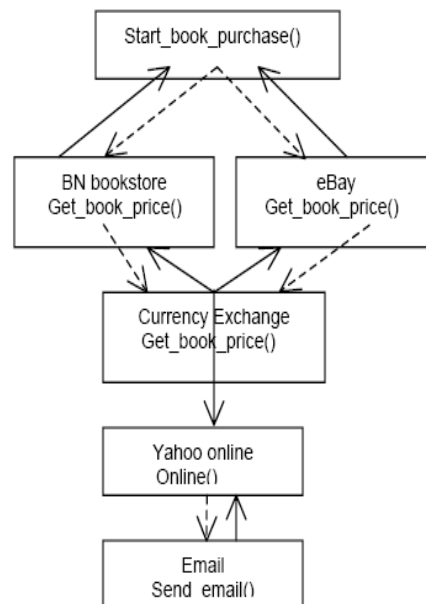 Start_book_purchase()
BN bookstore
Get_book_price()
eBay
Get_book_price()
Currency Exchange
Get_book_price()
Yahoo online
Online()
Email
Send_email()